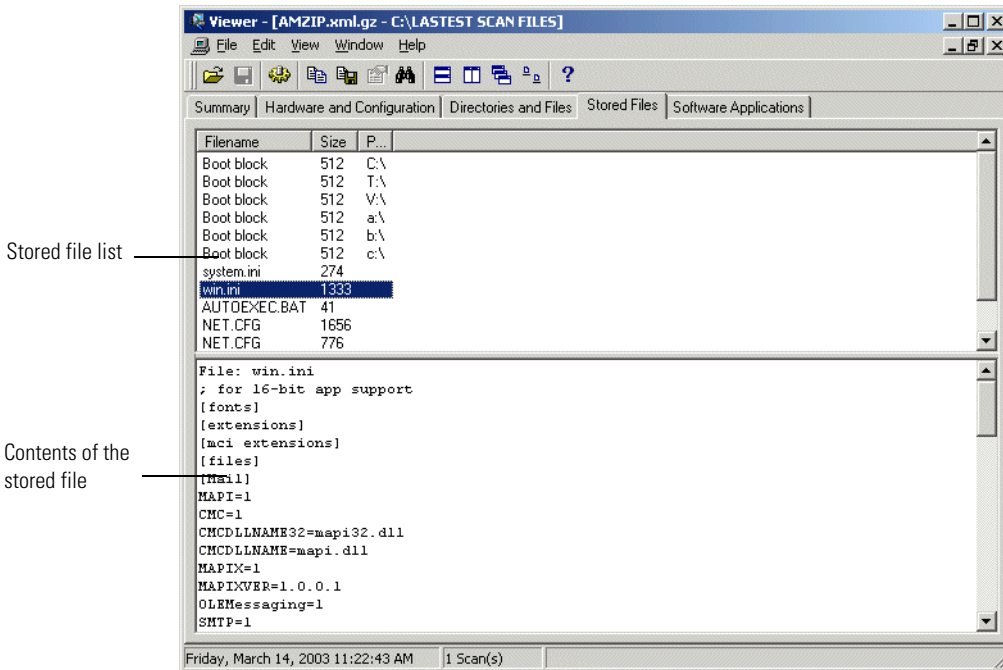 Viewer - [AMZIP.xml.gz - C:\LASTEST SCAN FILES]
File Edit View Window Help
Summary Hardware and Configuration Directories and Files Stored Files Software Applications
Filename Size P...
Boot block 512 C:\
Boot block 512 T:\
Boot block 512 V:\
Boot block 512 a:\
Boot block 512 b:\
Stored file list
Boot block 512 c:\
system.ini 274
win.ini 1333
AUTOEXEC.BAT 41
NET.CFG 1656
NET.CFG 776
File: win.ini
; for 16-bit app support
[fonts]
[extensions]
[mci extensions]
[files]
Contents of the
stored file
[Mail]
MAPI=1
CMC=1
CMCDLLNAME32=mapi32.dll
CMCDLLNAME=mapi.dll
MAPIX=1
MAPIXVER=1.0.0.1
OLEMessaging=1
SMTP=1
Friday, March 14, 2003 11:22:43 AM 1 Scan(s)